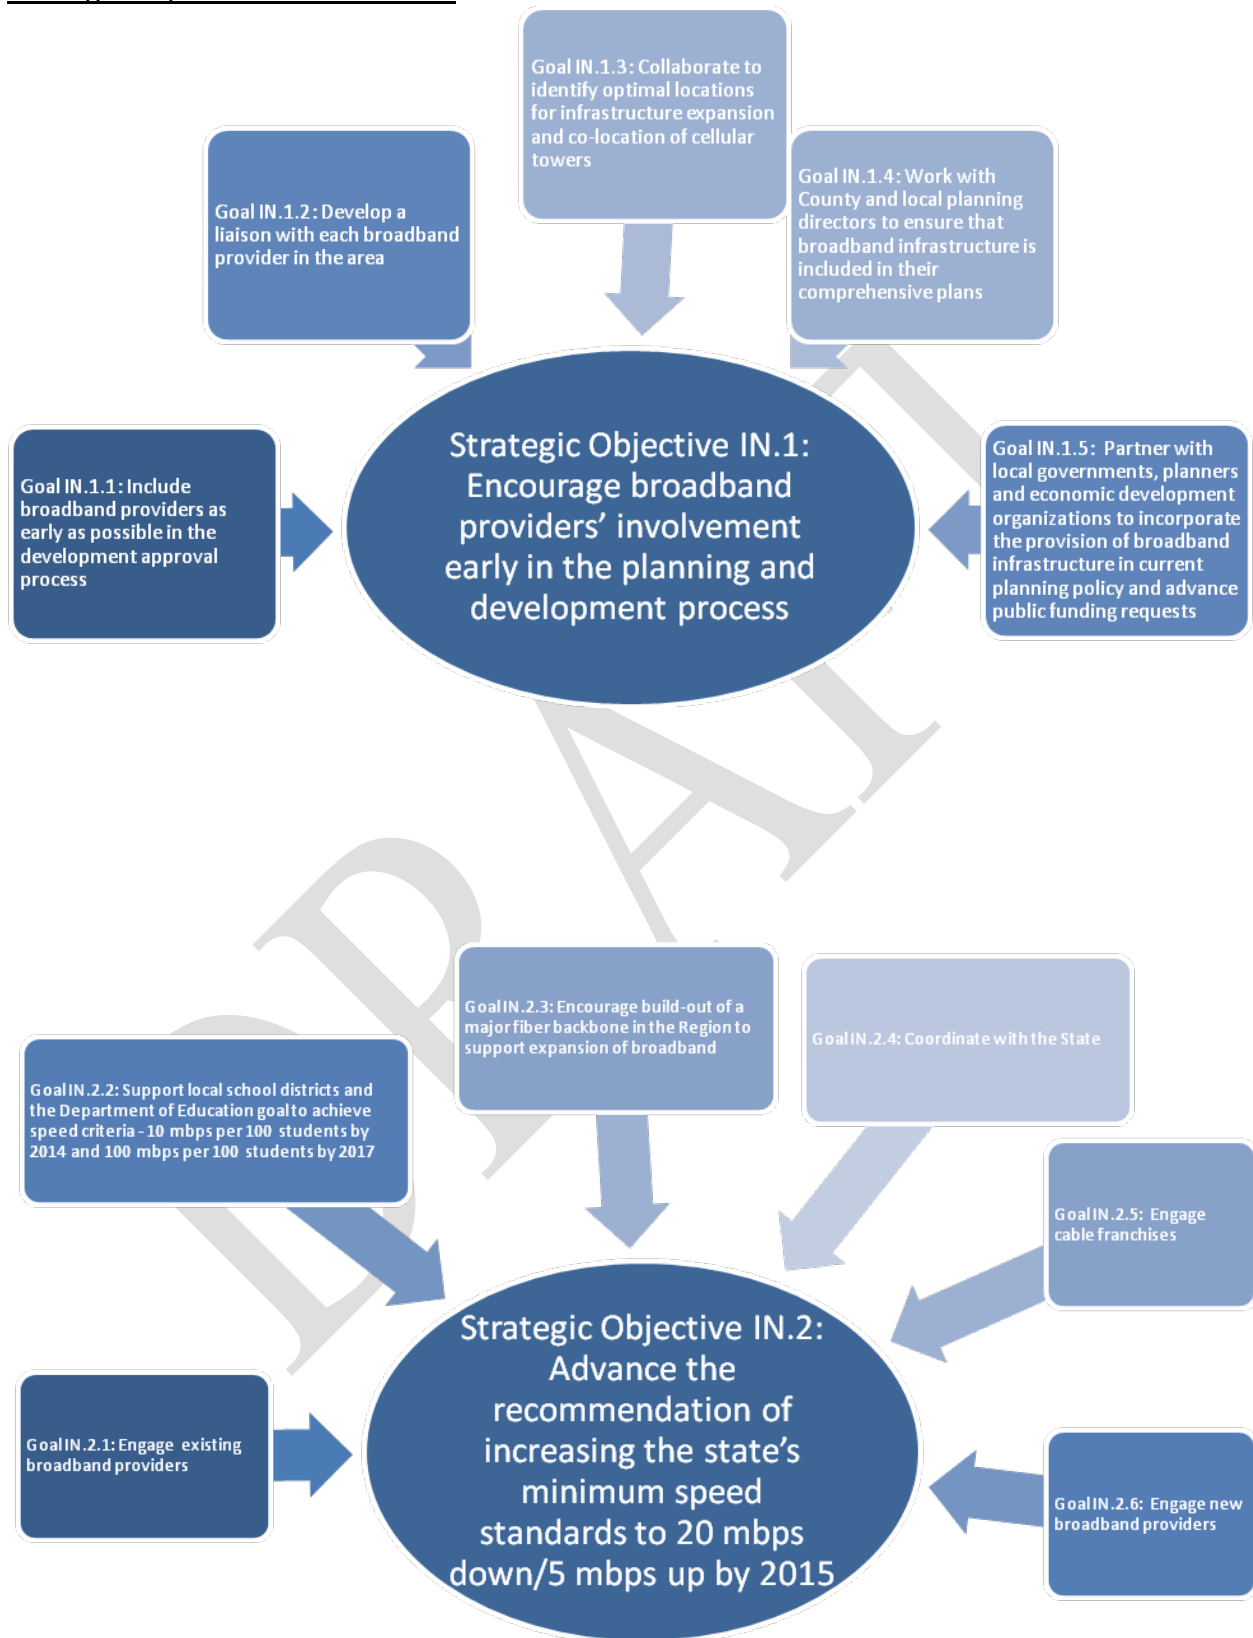 Goal IN.1.3: Collaborate to
identify optimal locations
for infrastructure expansion
and co-location of cellular
towers
Goal IN.1.2: Develop a
liaison with each broadband
provider in the area
Goal IN.1.4: Work with
County and local planning
directors to ensure that
broadband infrastructure is
included in their
comprehensive plans
Goal IN.1.1: Include
broadband providers as
early as possible in the
development approval
process
Strategic Objective IN.1:
Encourage broadband
providers’ involvement
early in the planning and
development process
Goal IN.1.5: Partner with
local governments, planners
and economic development
organizations to incorporate
the provision of broadband
infrastructure in current
planning policy and advance
public funding requests
DRAFT
Goal IN.2.3: Encourage build-out of a
major fiber backbone in the Region to
support expansion of broadband
Goal IN.2.4: Coordinate with the State
Goal IN.2.2: Support local school districts and
the Department of Education goal to achieve
speed criteria - 10 mbps per 100 students by
2014 and 100 mbps per 100 students by 2017
Goal IN.2.5: Engage
cable franchises
Goal IN.2.1: Engage existing
broadband providers
Strategic Objective IN.2:
Advance the
recommendation of
increasing the state’s
minimum speed
standards to 20 mbps
down/5 mbps up by 2015
Goal IN.2.6: Engage new
broadband providers